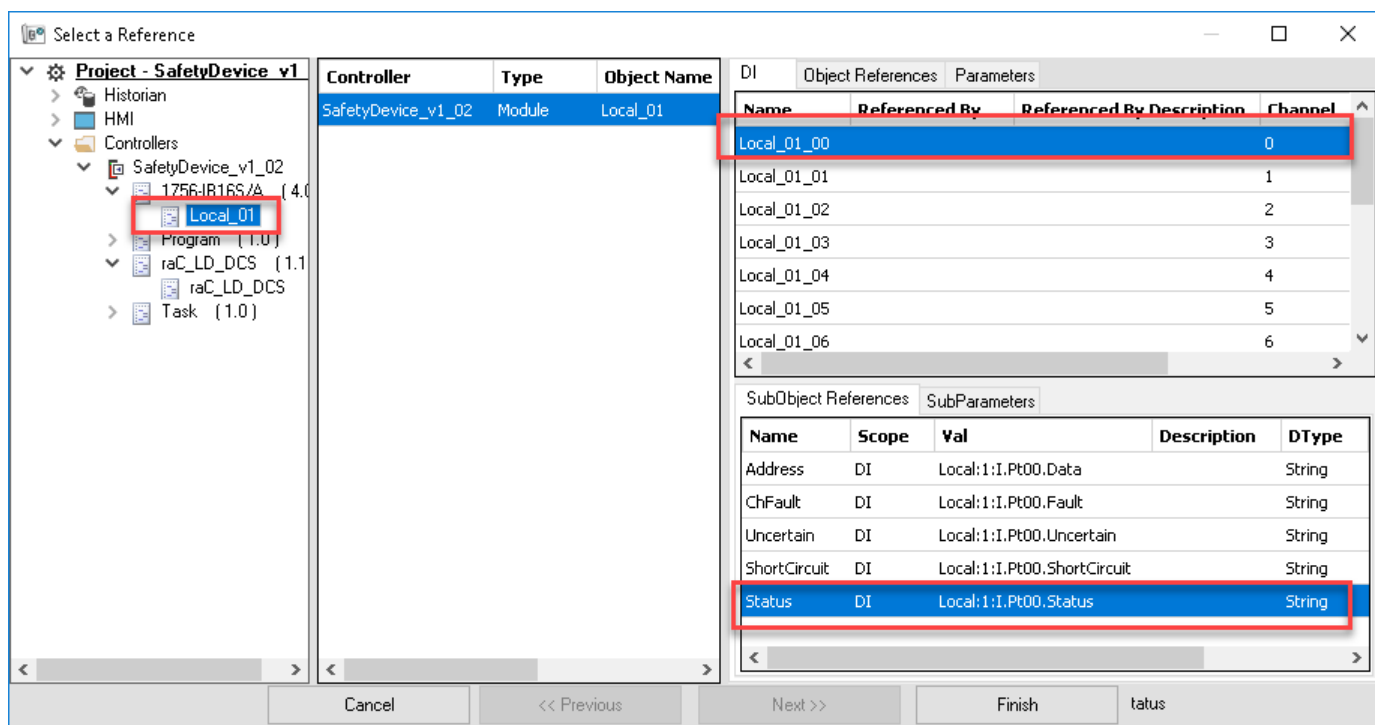 Select a Reference
Project - SafetyDevice_v1
Historian
HMI
Controllers
SafetyDevice_v1_02
1756-IB16S/A (4.0
Local_01
Program (1.0)
raC_LD_DCS (1.1
raC_LD_DCS
Task (1.0)
Controller Type Object Name
SafetyDevice_v1_02 Module Local_01
DI Object References Parameters
Name Referenced By Referenced By Description Channel
Local_01_00 0
Local_01_01 1
Local_01_02 2
Local_01_03 3
Local_01_04 4
Local_01_05 5
Local_01_06 6
SubObject References SubParameters
Name Scope Val Description DType
Address DI Local:1:I.Pt00.Data String
ChFault DI Local:1:I.Pt00.Fault String
Uncertain DI Local:1:I.Pt00.Uncertain String
ShortCircuit DI Local:1:I.Pt00.ShortCircuit String
Status DI Local:1:I.Pt00.Status String
Cancel << Previous Next >> Finish tatus